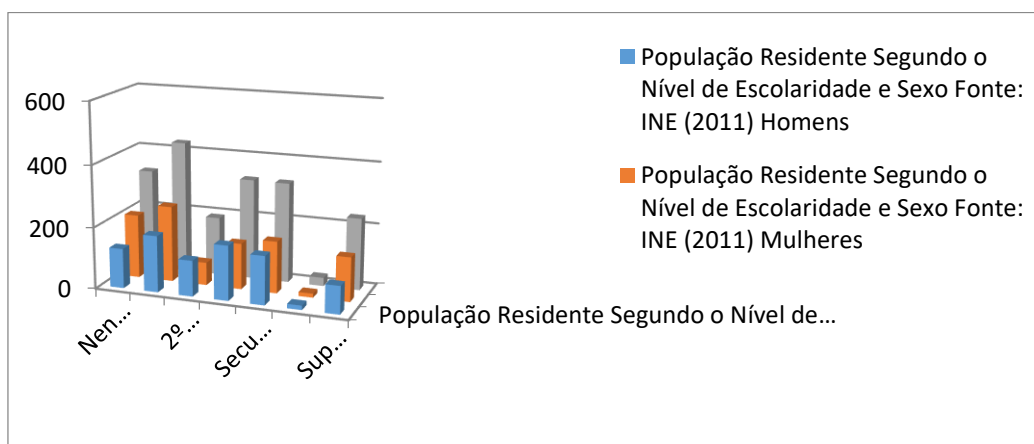 600
400
200
0
Nen...
2º...
Secu...
Sup...
População Residente Segundo o Nível de...
População Residente Segundo o
Nível de Escolaridade e Sexo Fonte:
INE (2011) Homens
População Residente Segundo o
Nível de Escolaridade e Sexo Fonte:
INE (2011) Mulheres